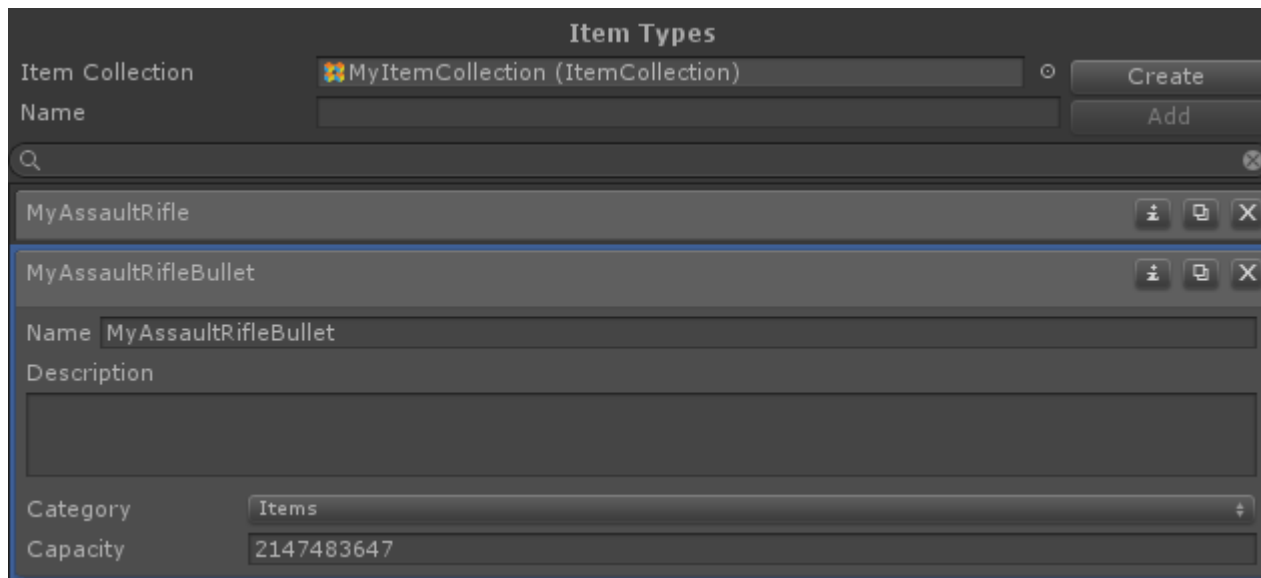 Item Types
Item Collection MyItemCollection (ItemCollection) Create
Name Add
MyAssaultRifle
MyAssaultRifleBullet
Name MyAssaultRifleBullet
Description
Category Items
Capacity 2147483647